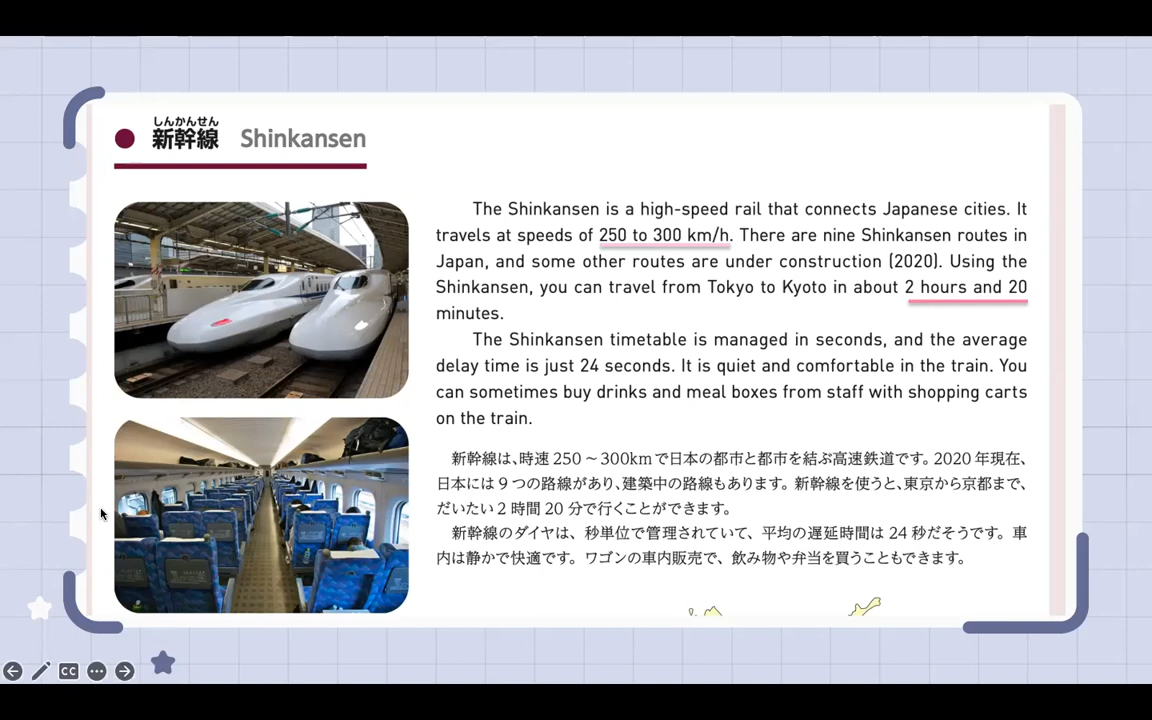 しんかんせん
新幹線 Shinkansen
The Shinkansen is a high-speed rail that connects Japanese cities. It
travels at speeds of 250 to 300 km/h. There are nine Shinkansen routes in
Japan, and some other routes are under construction (2020). Using the
Shinkansen, you can travel from Tokyo to Kyoto in about 2 hours and 20
minutes.
The Shinkansen timetable is managed in seconds, and the average
delay time is just 24 seconds. It is quiet and comfortable in the train. You
can sometimes buy drinks and meal boxes from staff with shopping carts
on the train.
新幹線は、時速 250 ~ 300km で日本の都市と都市を結ぶ高速鉄道です。2020 年現在、
日本には 9 つの路線があり、建築中の路線もあります。新幹線を使うと、東京から京都まで、
だいたい 2 時間 20 分で行くことができます。
新幹線のダイヤは、秒単位で管理されていて、平均の遅延時間は 24 秒だそうです。車
内は静かで快適です。ワゴンの車内販売で、飲み物や弁当を買うこともできます。
CC